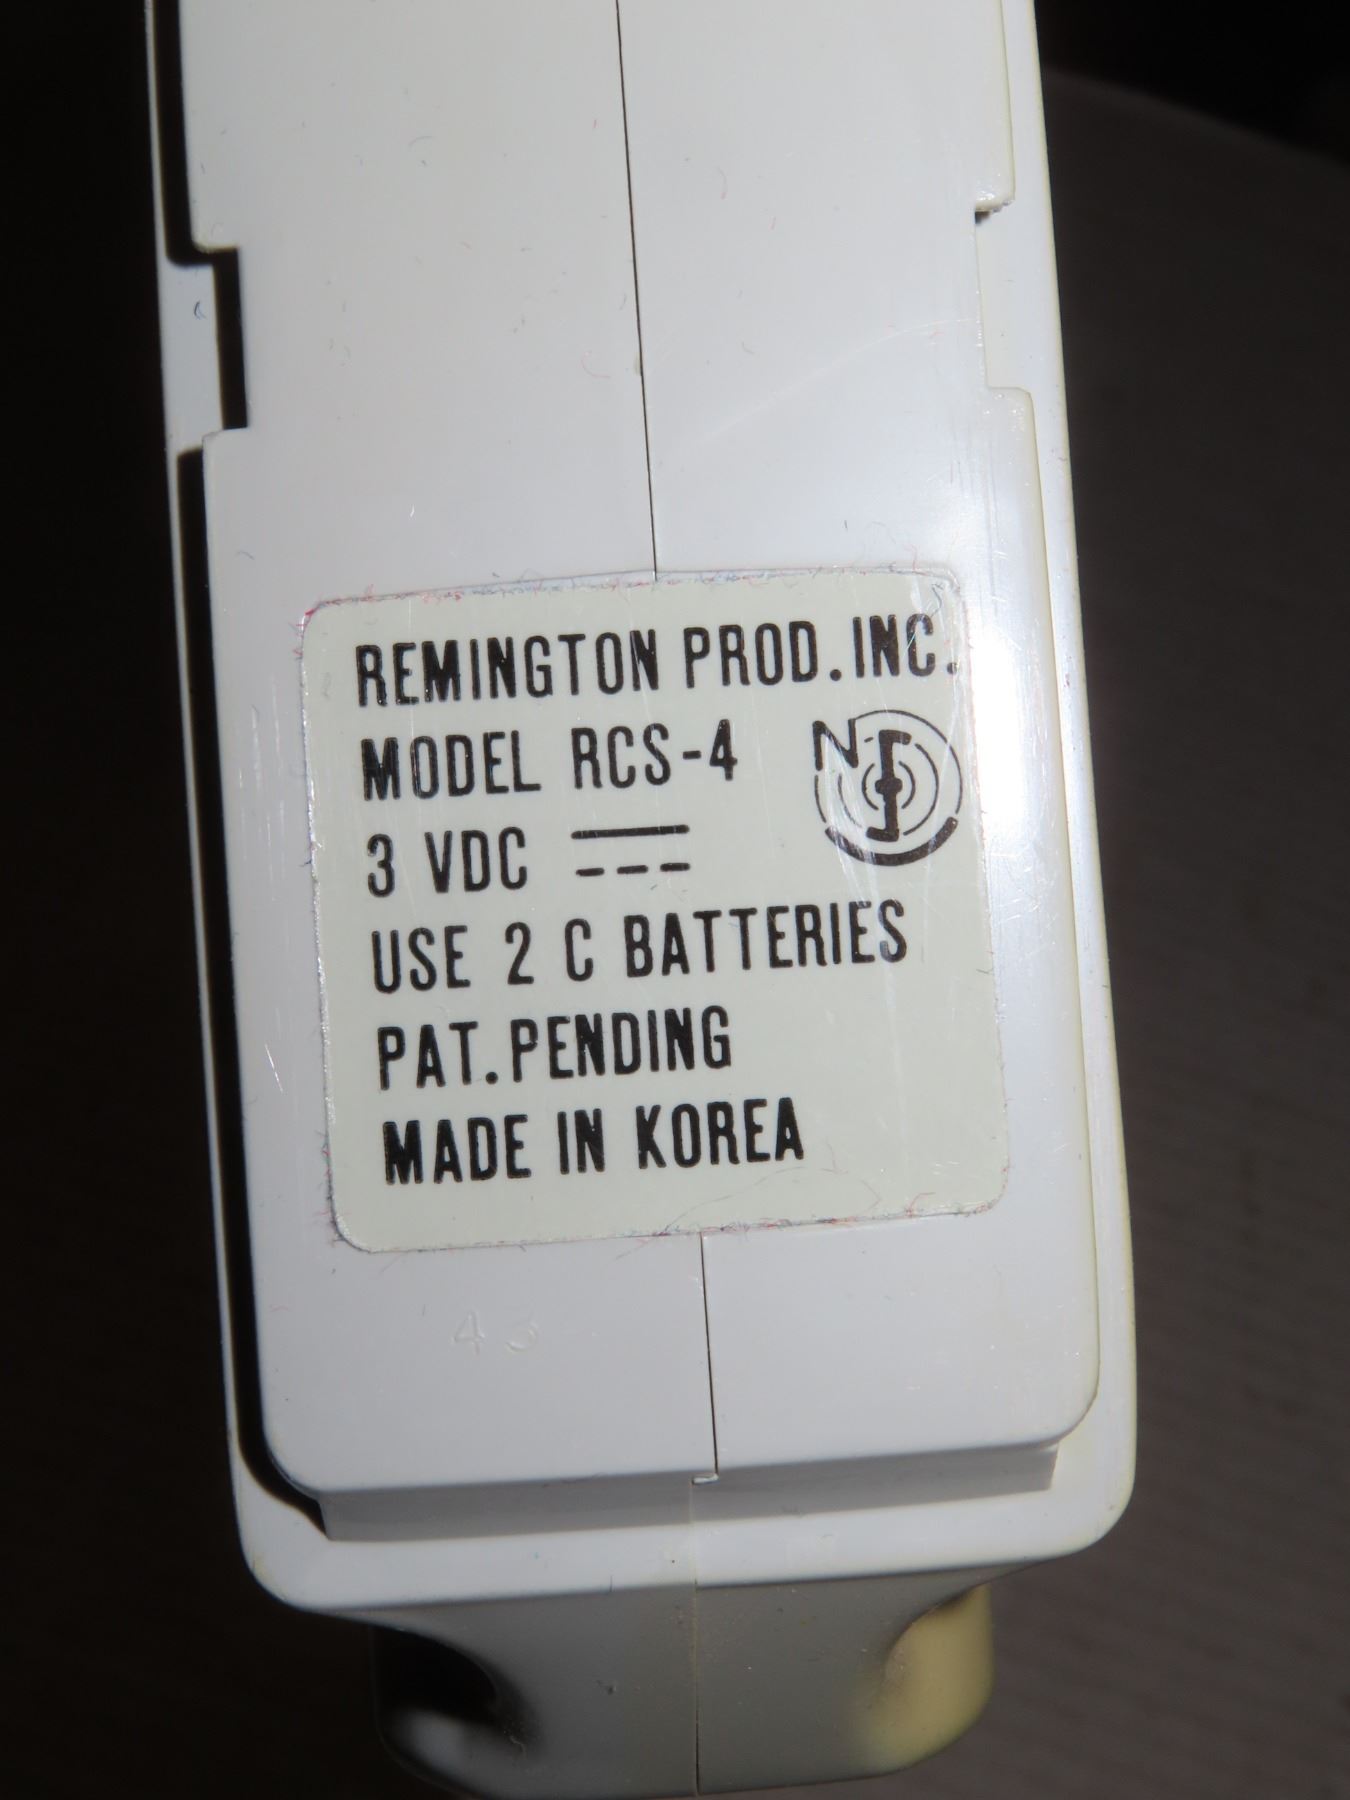 REMINGTON PROD. INC.
MODEL RCS-4
3 VDC
USE 2 C BATTERIES
PAT. PENDING
MADE IN KOREA